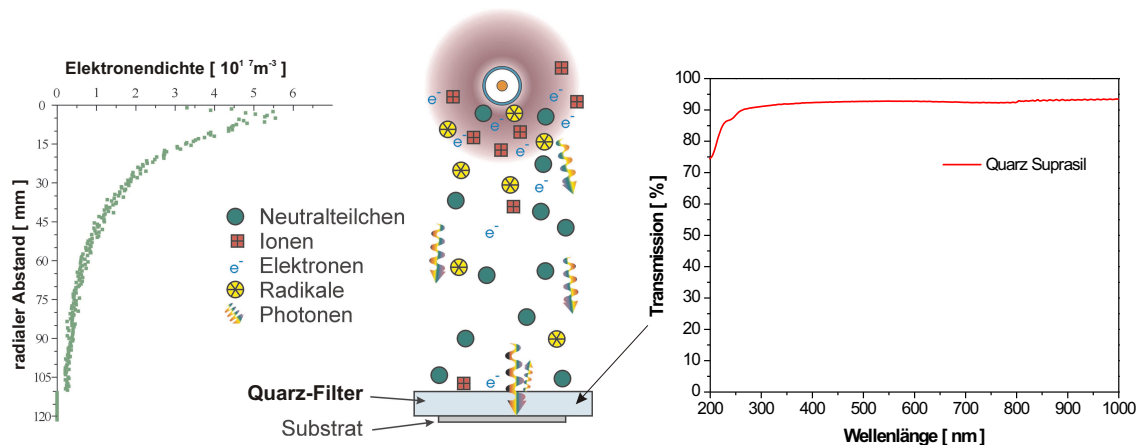 Elektronendichte [ 10¹⁷m⁻³]
0 1 2 3 4 5 6
0
15
30
45
60
75
90
105
120
radialer Abstand [ mm]
e⁻
e⁻
e⁻
e⁻
e⁻
e⁻
e⁻
e⁻
e⁻
Neutralteilchen
Ionen
e⁻ Elektronen
Radikale
Photonen
Quarz-Filter
Substrat
100
90
80
70
60
50
40
30
20
10
0
Transmission [ %]
Quarz Suprasil
200 300 400 500 600 700 800 900 1000
Wellenlänge [ nm]